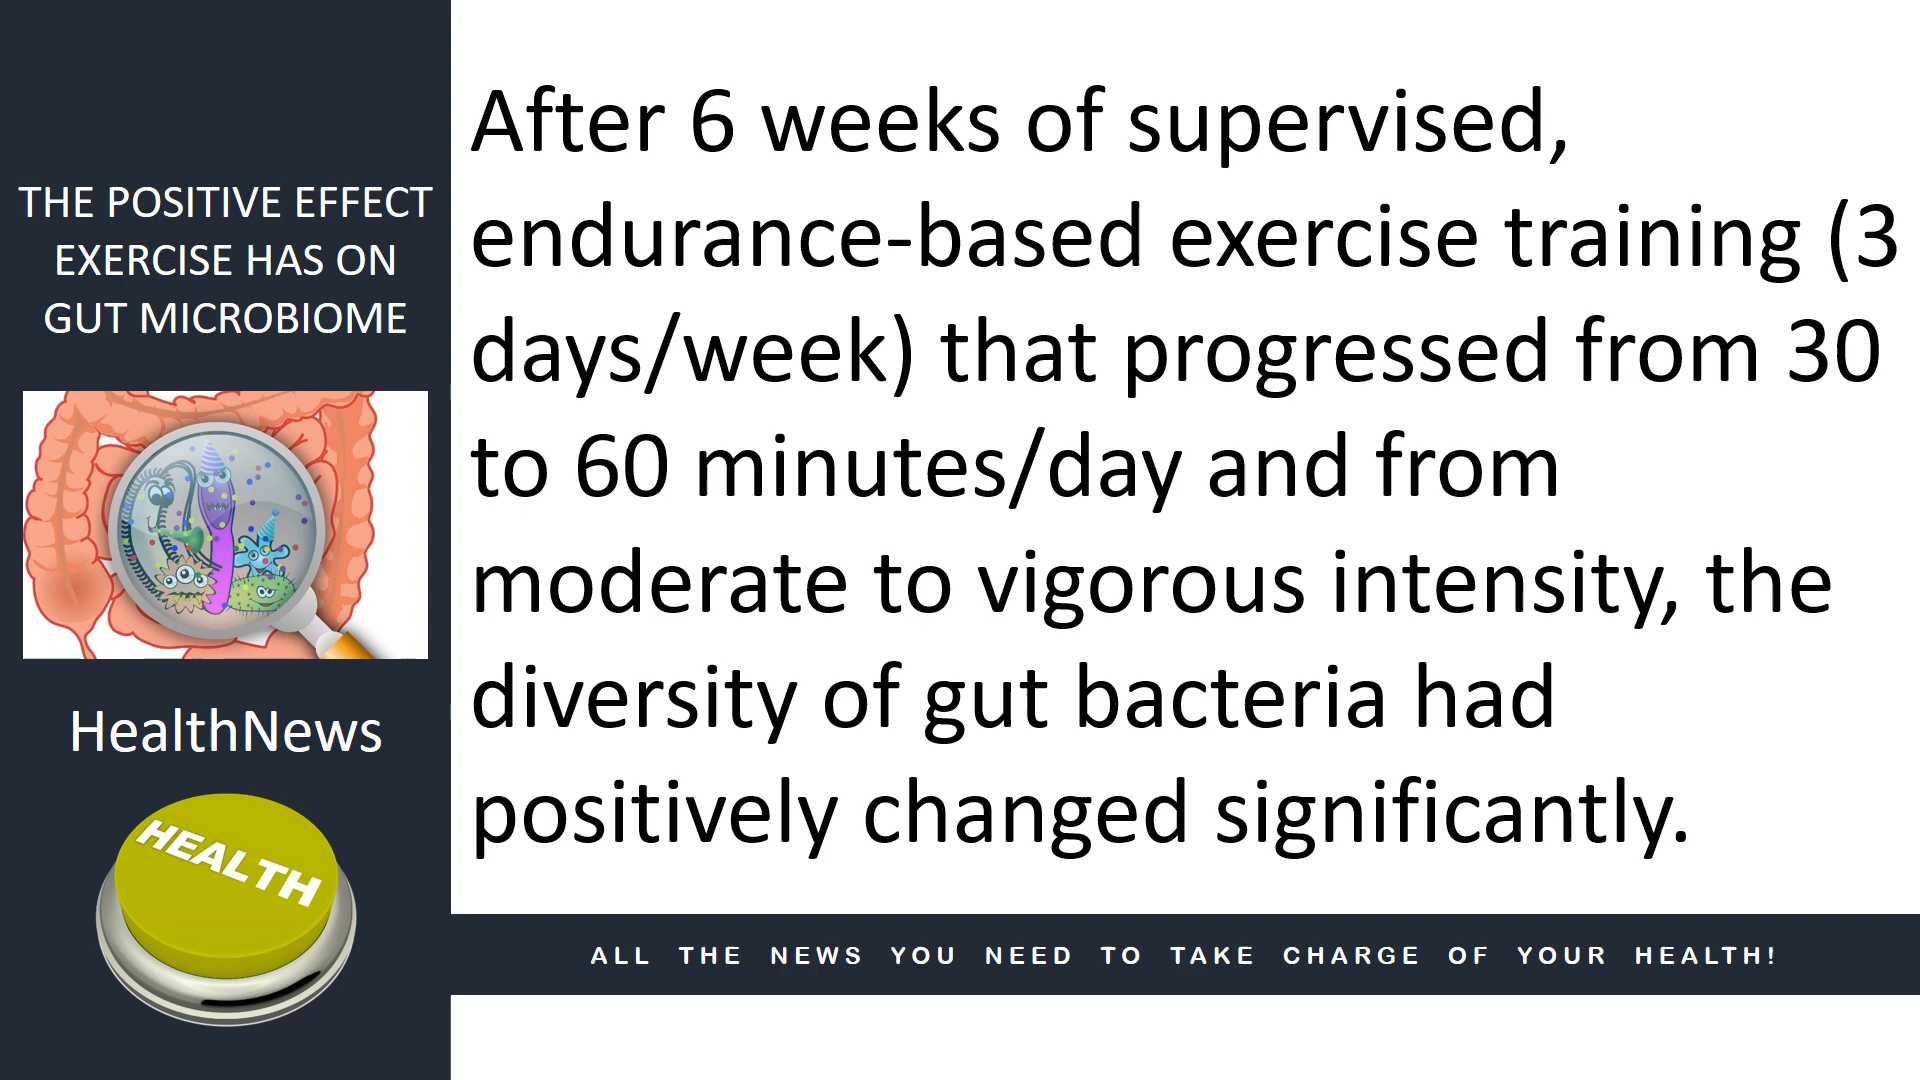 THE POSITIVE EFFECT
EXERCISE HAS ON
GUT MICROBIOME
HealthNews
HEALTH
After 6 weeks of supervised,
endurance-based exercise training (3
days/week) that progressed from 30
to 60 minutes/day and from
moderate to vigorous intensity, the
diversity of gut bacteria had
positively changed significantly.
ALL THE NEWS YOU NEED TO TAKE CHARGE OF YOUR HEALTH!